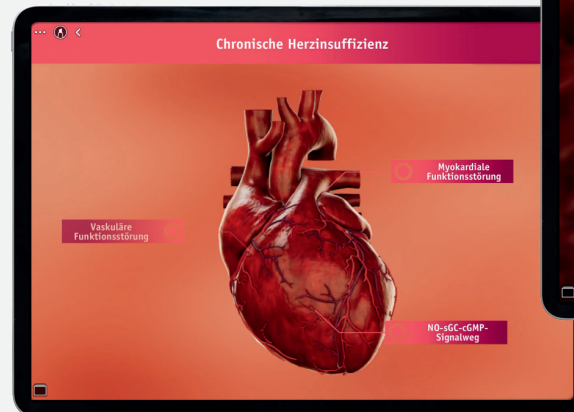 Chronische Herzinsuffizienz
Myokardiale
Funktionsstörung
Vaskuläre
Funktionsstörung
NO-sGC-cGMP-
Signalweg